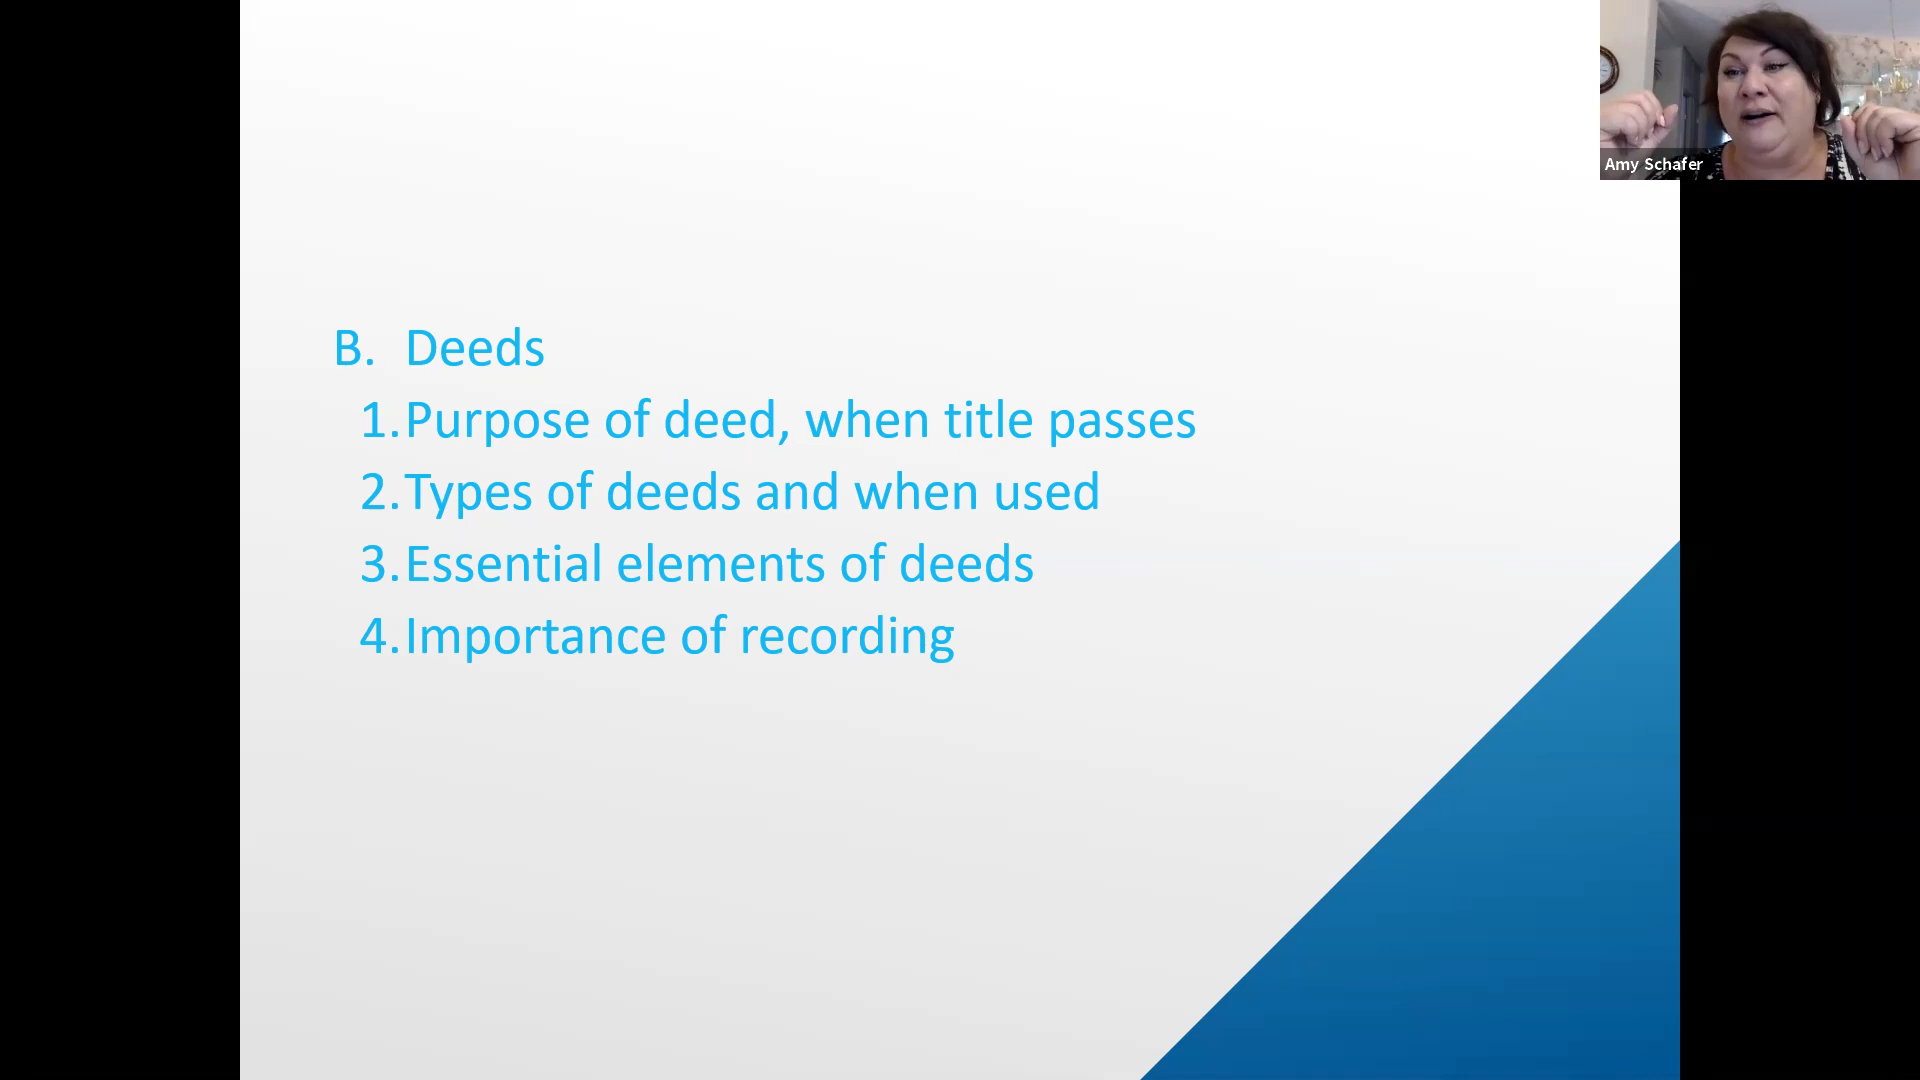 B. Deeds
1. Purpose of deed, when title passes
2. Types of deeds and when used
3. Essential elements of deeds
4. Importance of recording
Amy Schafer